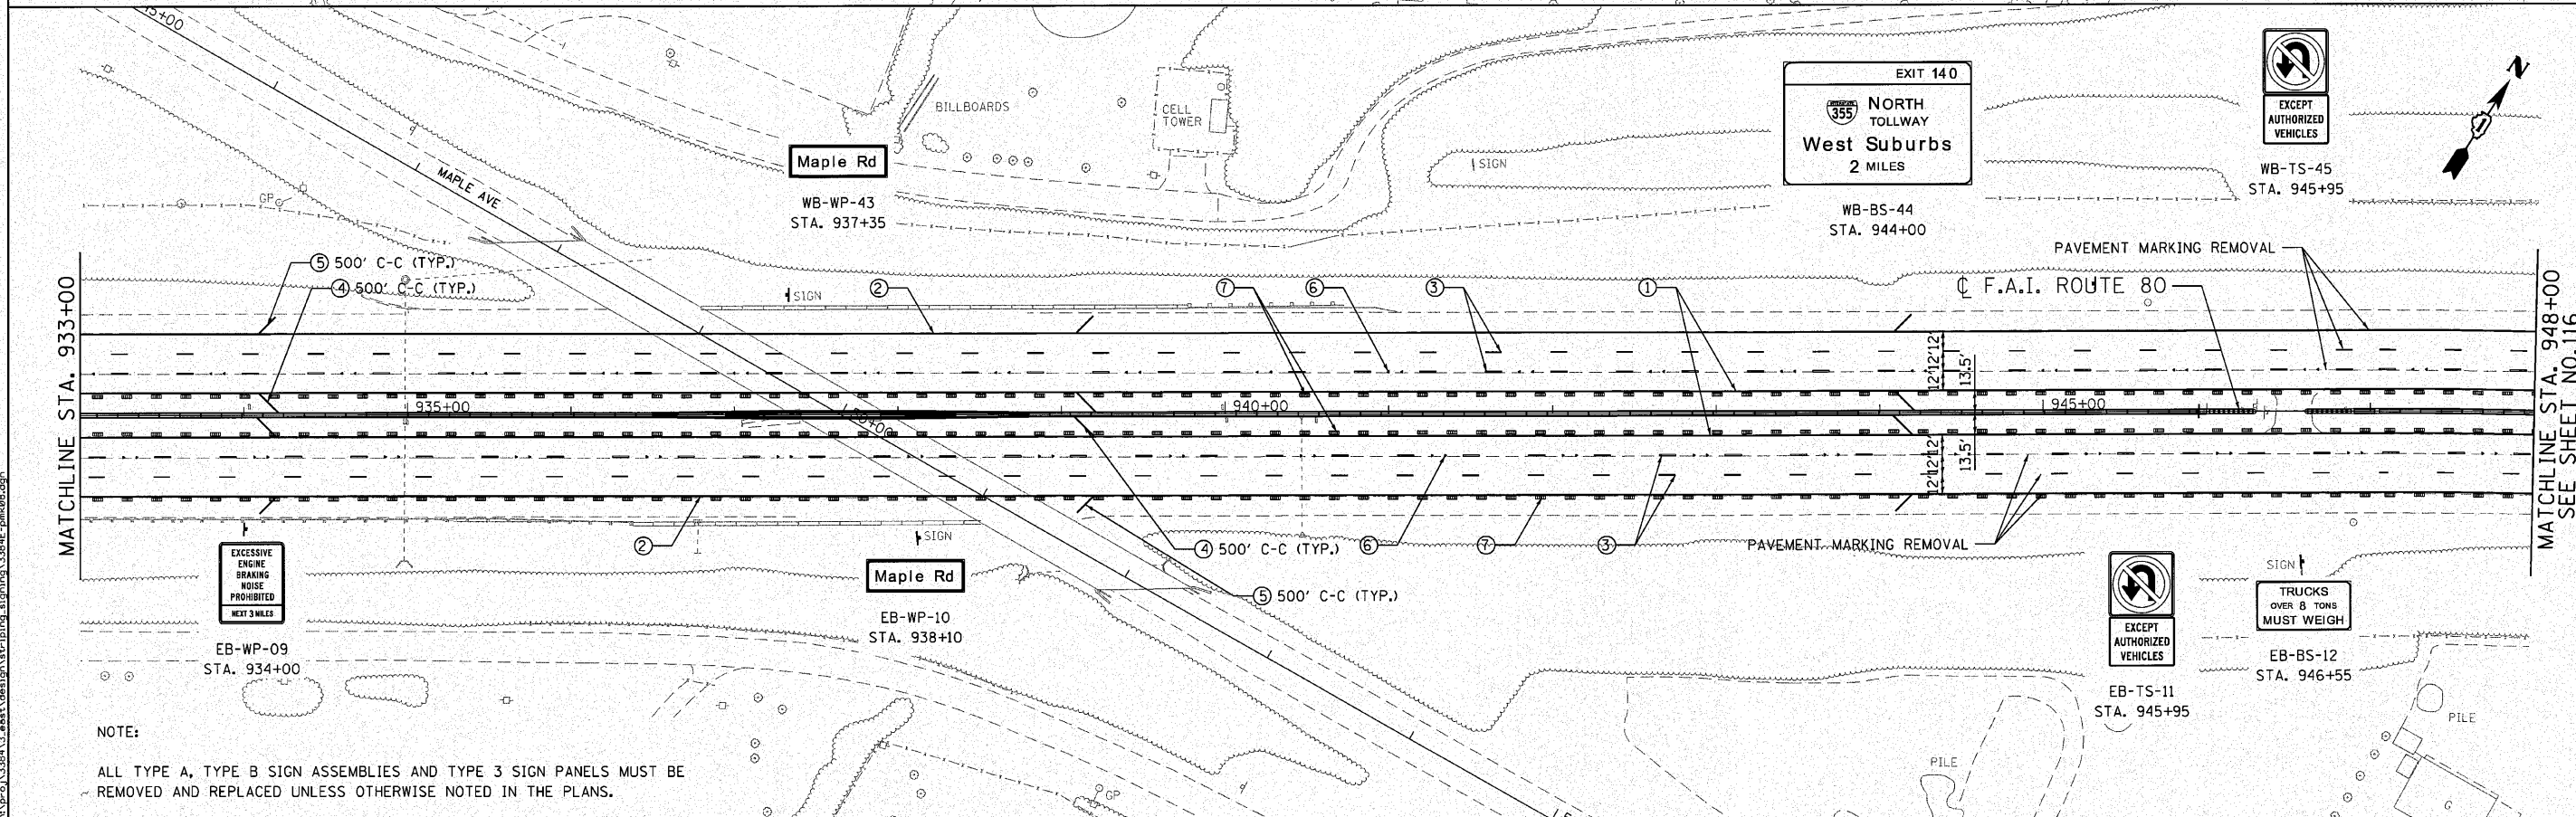 15+00
EXIT 140
355 NORTH
TOLLWAY
West Suburbs
2 MILES
WB-BS-44
STA. 944+00
EXCEPT
AUTHORIZED
VEHICLES
WB-TS-45
STA. 945+95
N
BILLBOARDS
CELL
TOWER
Maple Rd
WB-WP-43
STA. 937+35
SIGN
MAPLE AVE
GP
PAVEMENT MARKING REMOVAL
⑤ 500' C-C (TYP.)
④ 500' C-C (TYP.)
SIGN
②
⑦
⑥
③
①
℄ F.A.I. ROUTE 80
MATCHLINE STA. 933+00
MATCHLINE STA. 948+00
SEE SHEET NO.116
12'12'12'
13.5'
935+00
940+00
945+00
12'12'12'
13.5'
②
SIGN
④ 500' C-C (TYP.)
⑥
⑦
③
PAVEMENT MARKING REMOVAL
⑤ 500' C-C (TYP.)
EXCESSIVE
ENGINE
BRAKING
NOISE
PROHIBITED
NEXT 3 MILES
EB-WP-09
STA. 934+00
Maple Rd
EB-WP-10
STA. 938+10
EXCEPT
AUTHORIZED
VEHICLES
EB-TS-11
STA. 945+95
SIGN
TRUCKS
OVER 8 TONS
MUST WEIGH
EB-BS-12
STA. 946+55
PILE
PILE
G
GP
NOTE:
ALL TYPE A, TYPE B SIGN ASSEMBLIES AND TYPE 3 SIGN PANELS MUST BE
REMOVED AND REPLACED UNLESS OTHERWISE NOTED IN THE PLANS.